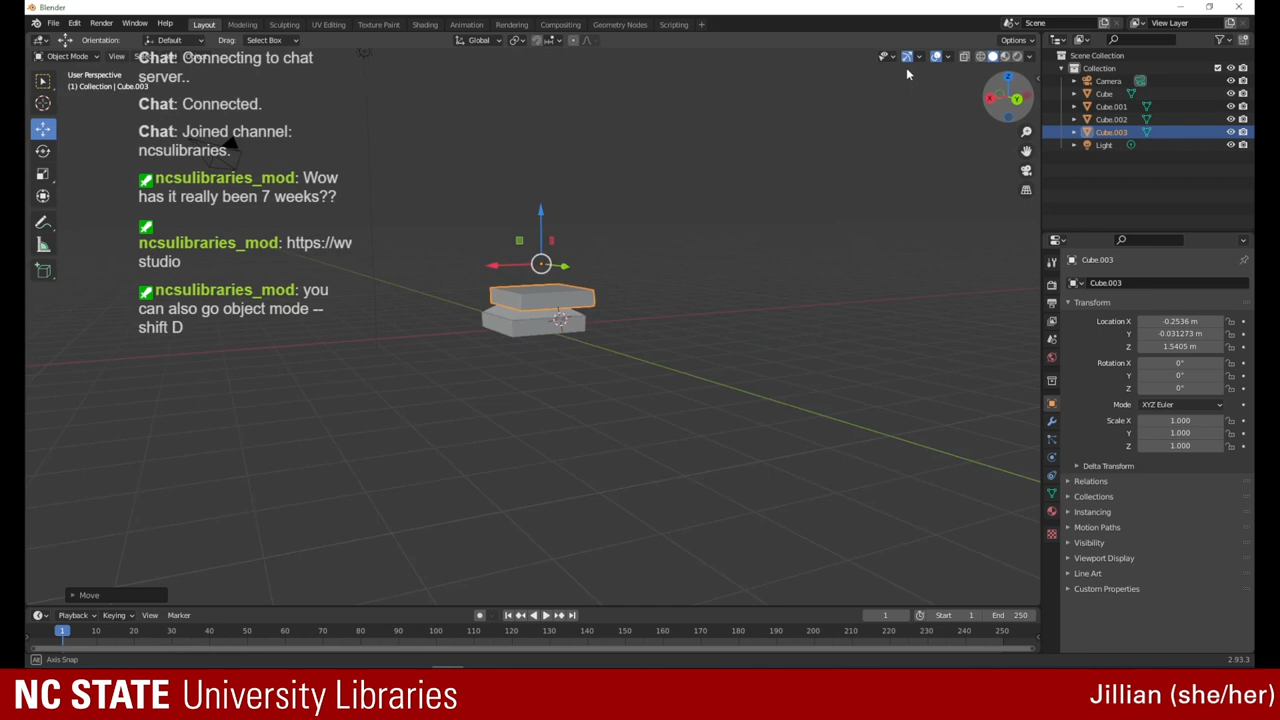 Blender
File
Edit
Render
Window
Help
Layout
Modeling
Sculpting
UV Editing
Texture Paint
Shading
Animation
Rendering
Compositing
Geometry Nodes
Scripting
Scene
View Layer
Orientation:
Default
Drag:
Select Box
Global
Options
Object Mode
View
User Perspective
(1) Collection | Cube.003
Chat: Connecting to chat
server..
Chat: Connected.
Chat: Joined channel:
ncsulibraries.
ncsulibraries_mod: Wow
has it really been 7 weeks??
ncsulibraries_mod: https://wv
studio
ncsulibraries_mod: you
can also go object mode --
shift D
X
Y
Z
Scene Collection
Collection
Camera
Cube
Cube.001
Cube.002
Cube.003
Light
Cube.003
Cube.003
Transform
Location X
-0.2536 m
Y
-0.031273 m
Z
1.5405 m
Rotation X
0°
Y
0°
Z
0°
Mode
XYZ Euler
Scale X
1.000
Y
1.000
Z
1.000
Delta Transform
Relations
Collections
Instancing
Motion Paths
Visibility
Viewport Display
Line Art
Custom Properties
Move
Playback
Keying
View
Marker
1
Start
1
End
250
1
10
20
30
40
50
60
70
80
90
100
110
120
130
140
150
160
170
180
190
200
210
220
230
240
250
Axis Snap
2.93.3
NC STATE University Libraries
Jillian (she/her)